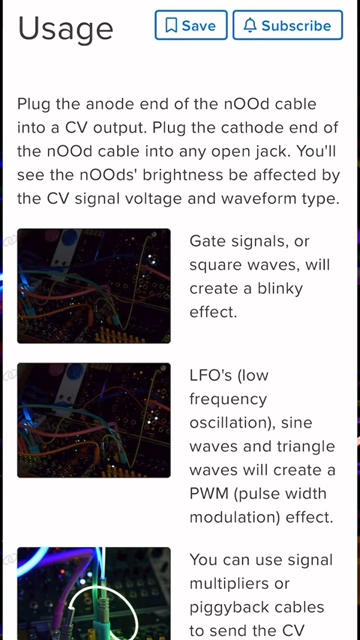 Usage
Save
Subscribe
Plug the anode end of the nOOd cable
into a CV output. Plug the cathode end of
the nOOd cable into any open jack. You'll
see the nOOds' brightness be affected by
the CV signal voltage and waveform type.
Gate signals, or
square waves, will
create a blinky
effect.
LFO's (low
frequency
oscillation), sine
waves and triangle
waves will create a
PWM (pulse width
modulation) effect.
You can use signal
multipliers or
piggyback cables
to send the CV